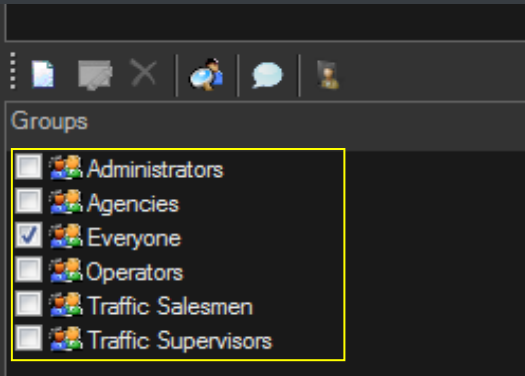 Groups
Administrators
Agencies
Everyone
Operators
Traffic Salesmen
Traffic Supervisors